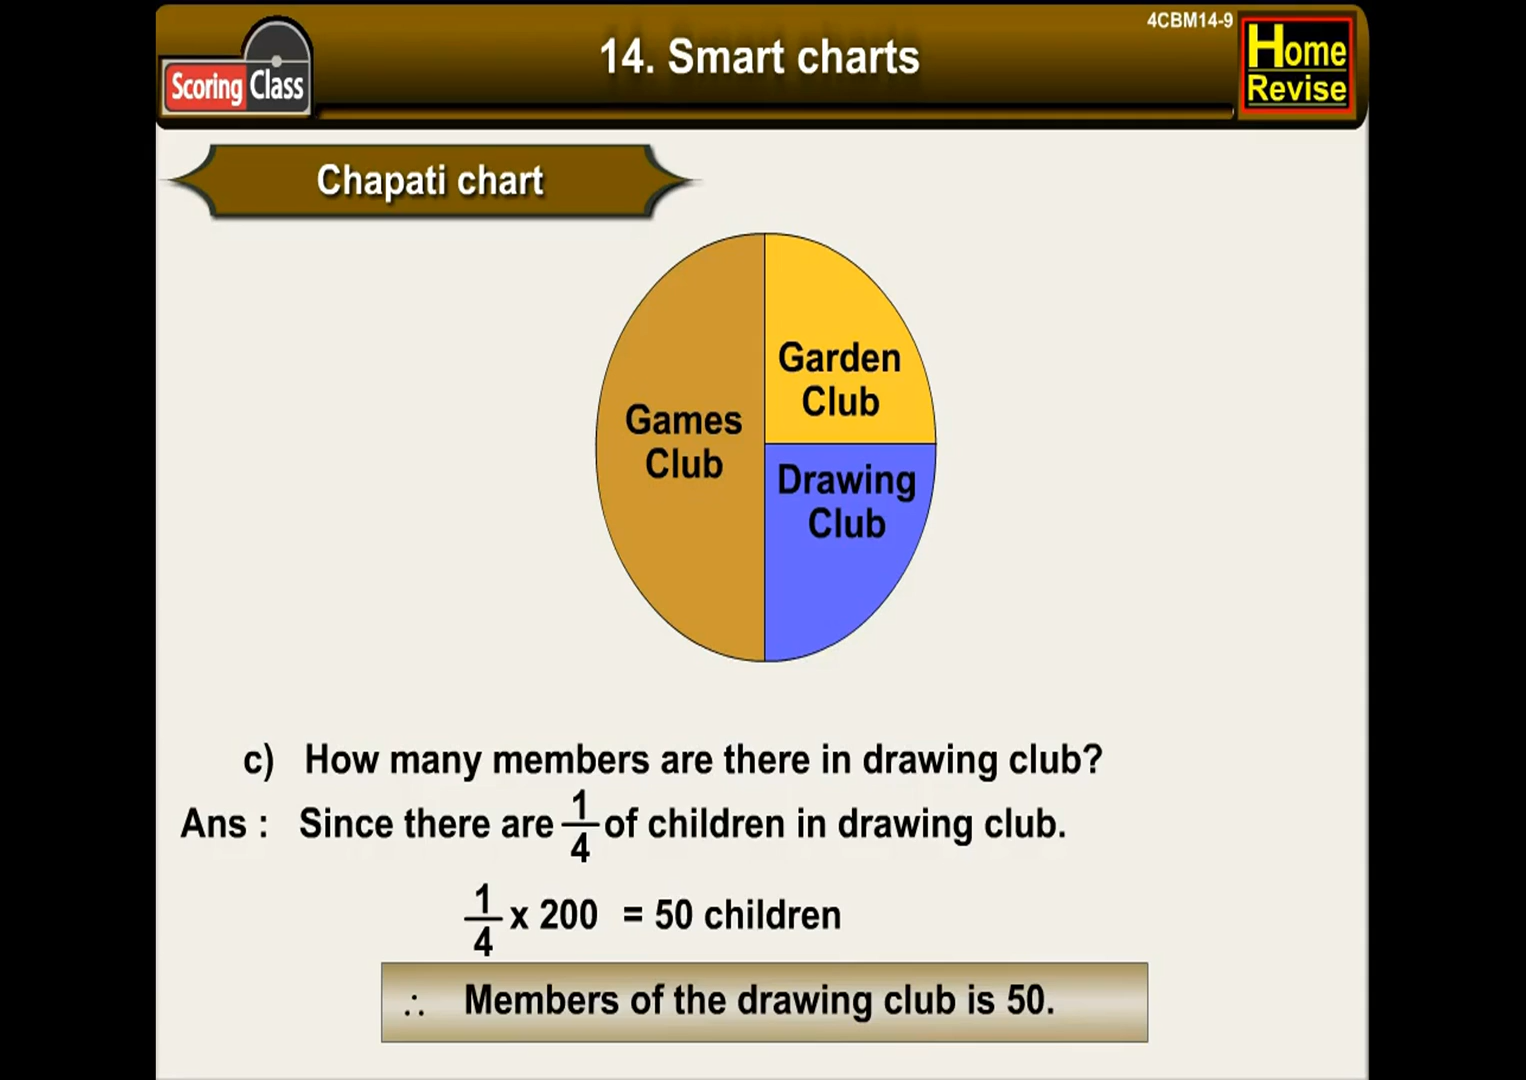 4CBM14-9
14. Smart charts
Scoring Class
Home
Revise
Chapati chart
Garden
Club
Games
Club
Drawing
Club
c) How many members are there in drawing club?
Ans : Since there are 1/4 of children in drawing club.
1/4 x 200 = 50 children
∴ Members of the drawing club is 50.